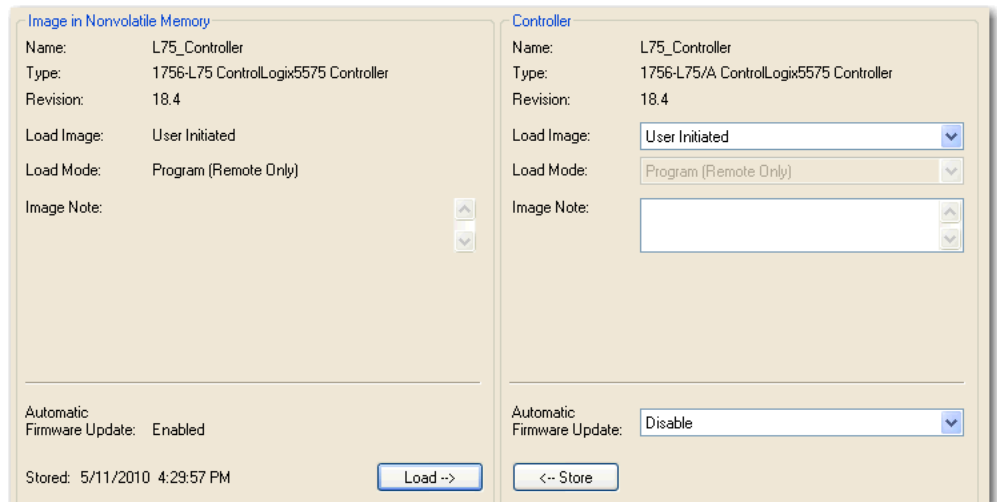 Image in Nonvolatile Memory
Name: L75_Controller
Type: 1756-L75 ControlLogix5575 Controller
Revision: 18.4
Load Image: User Initiated
Load Mode: Program (Remote Only)
Image Note:
Automatic
Firmware Update: Enabled
Stored: 5/11/2010 4:29:57 PM
Load -->
Controller
Name: L75_Controller
Type: 1756-L75/A ControlLogix5575 Controller
Revision: 18.4
Load Image: User Initiated
Load Mode: Program (Remote Only)
Image Note:
Automatic
Firmware Update: Disable
<-- Store